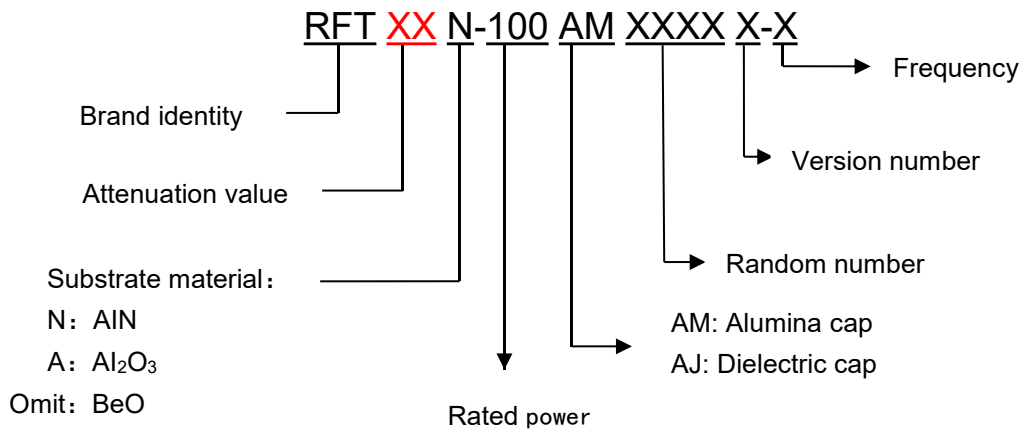 RFT XX N-100 AM XXXX X-X
Frequency
Brand identity
Version number
Attenuation value
Random number
Substrate material：
N：AlN
A：Al₂O₃
Omit：BeO
AM: Alumina cap
AJ: Dielectric cap
Rated power